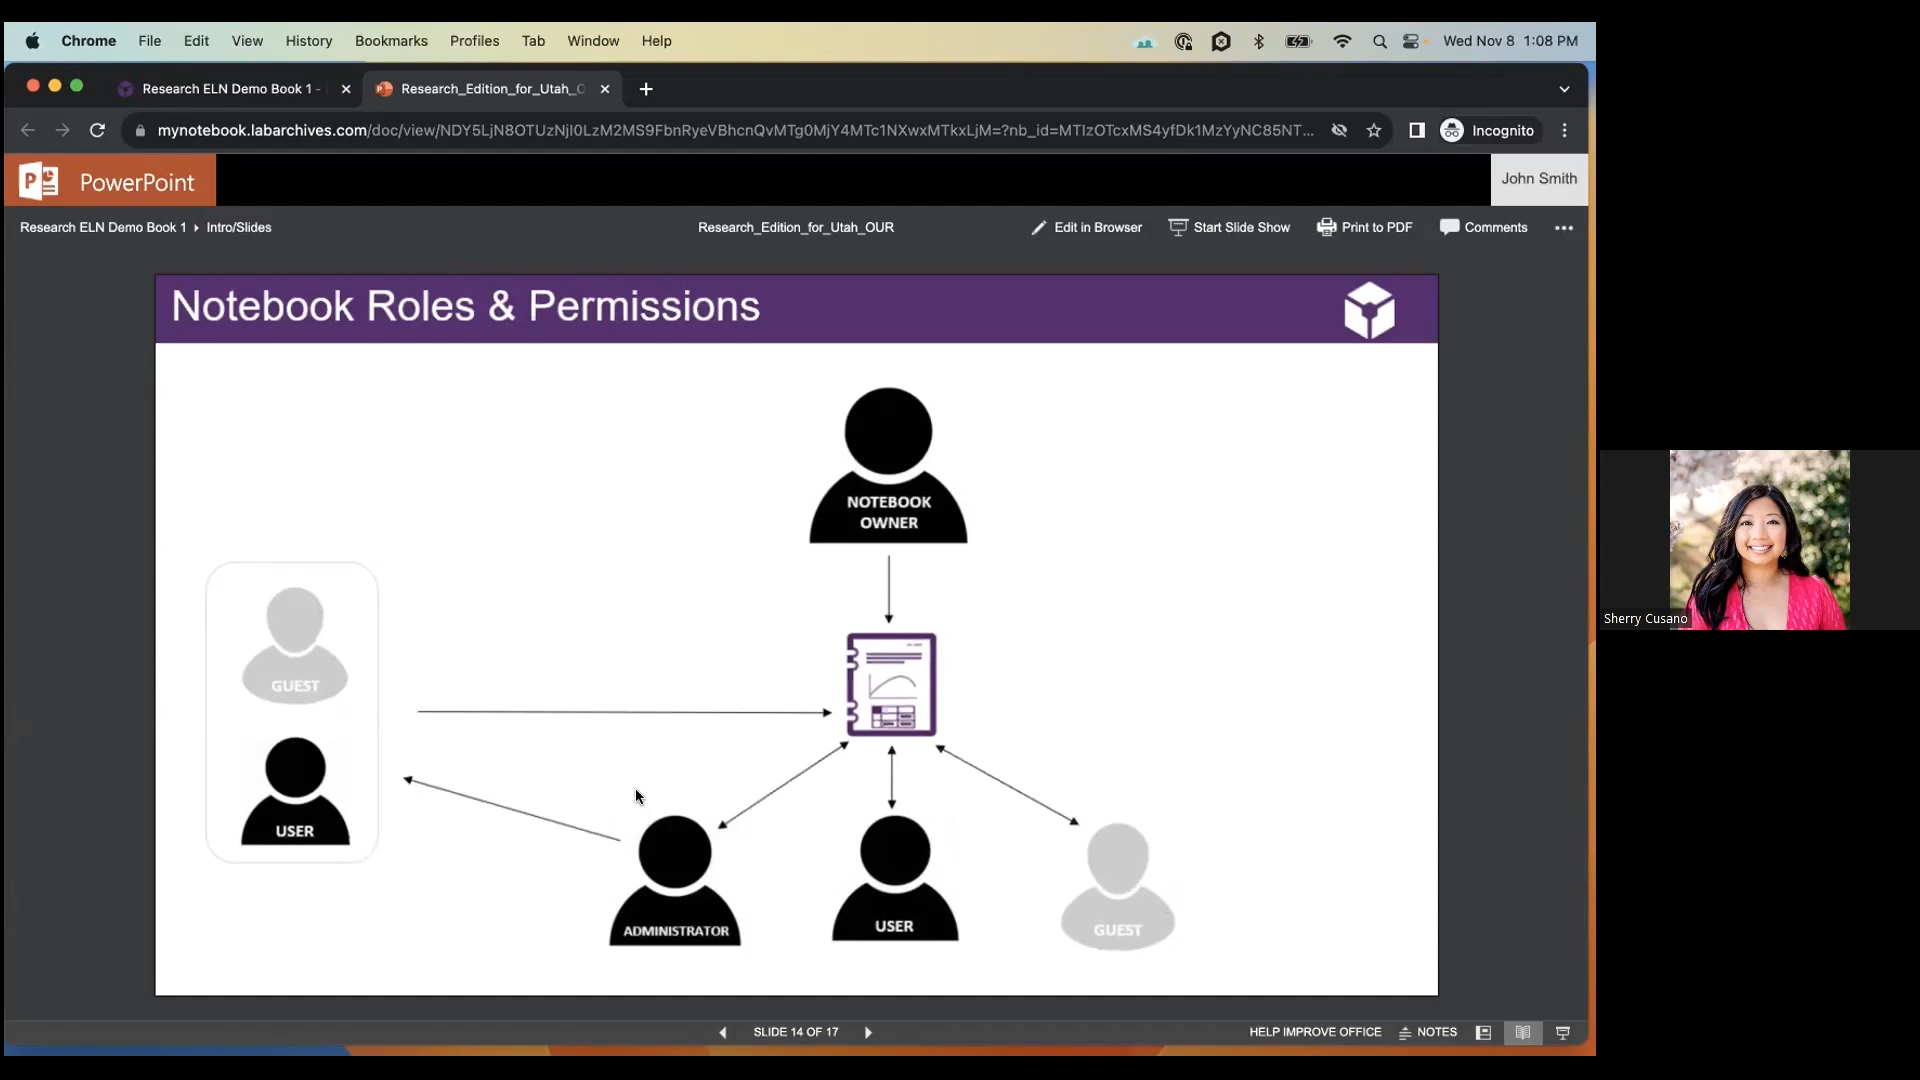 Chrome File Edit View History Bookmarks Profiles Tab Window Help Wed Nov 8 1:08 PM
Research ELN Demo Book 1 - Research_Edition_for_Utah_O
mynotebook.labarchives.com/doc/view/NDY5LjN8OTUzNjI0LzM2MS9FbnRyeVBhcnQvMTg0MjY4MTc1NXwxMTkxLjM=?nb_id=MTIzOTcxMS4yfDk1MzYyNC85NT... Incognito
PowerPoint John Smith
Research ELN Demo Book 1 Intro/Slides Research_Edition_for_Utah_OUR Edit in Browser Start Slide Show Print to PDF Comments
Notebook Roles & Permissions
NOTEBOOK
OWNER
GUEST
USER
ADMINISTRATOR
USER
GUEST
Sherry Cusano
SLIDE 14 OF 17 HELP IMPROVE OFFICE NOTES